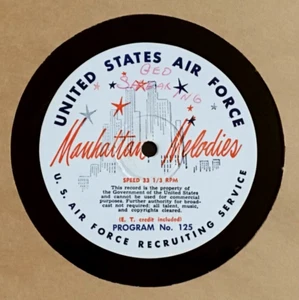 UNITED STATES AIR FORCE
Manhattan Melodies
SPEED 33 1/3 RPM
This record is the property of
the Government of the United States
and cannot be used for commercial
purposes. Further authority for broad-
cast not required; all talent, music,
and copyrights cleared.
(E. T. credit included)
PROGRAM No. 125
U. S. AIR FORCE RECRUITING SERVICE